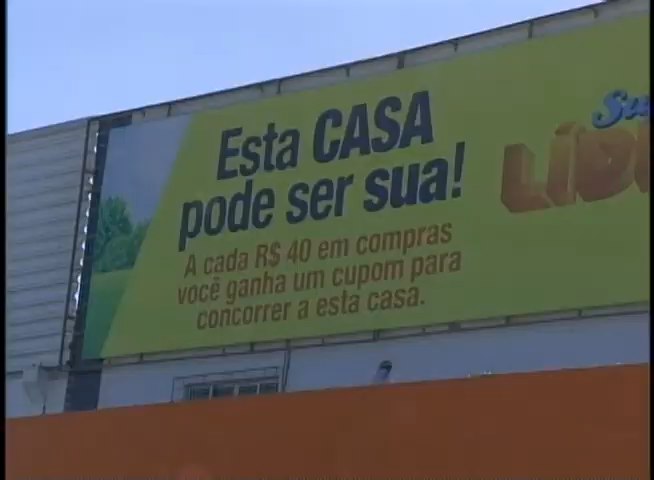 Esta CASA
pode ser sua!
A cada R$ 40 em compras
você ganha um cupom para
concorrer a esta casa.